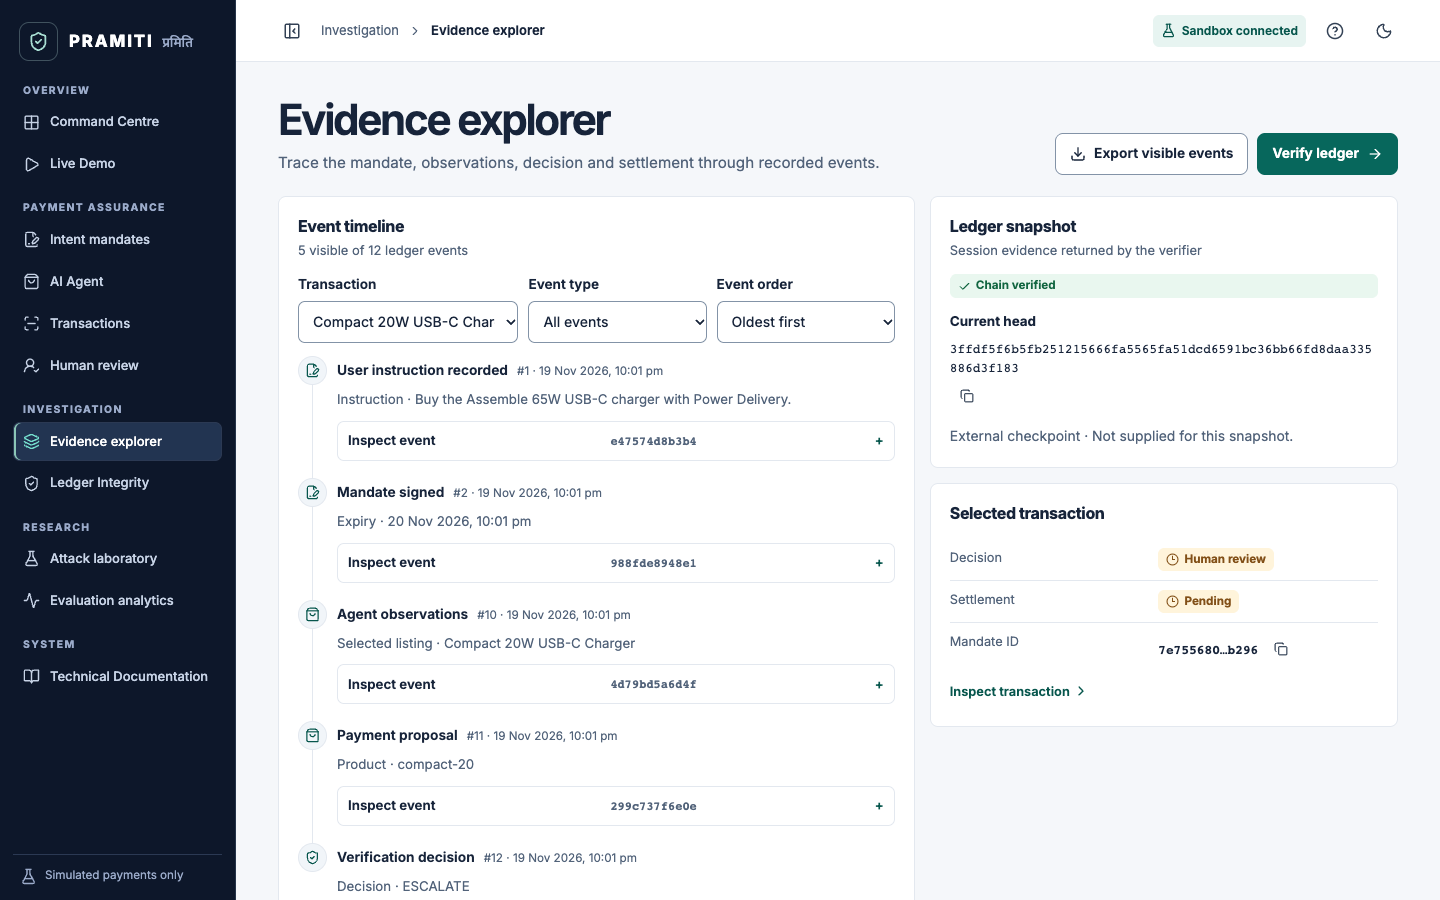 PRAMITI प्रमिति
OVERVIEW
Command Centre
Live Demo
PAYMENT ASSURANCE
Intent mandates
AI Agent
Transactions
Human review
INVESTIGATION
Evidence explorer
Ledger Integrity
RESEARCH
Attack laboratory
Evaluation analytics
SYSTEM
Technical Documentation
Simulated payments only
Investigation > Evidence explorer
Sandbox connected
Evidence explorer
Trace the mandate, observations, decision and settlement through recorded events.
Export visible events
Verify ledger →
Event timeline
5 visible of 12 ledger events
Transaction Event type Event order
Compact 20W USB-C Char All events Oldest first
User instruction recorded #1 · 19 Nov 2026, 10:01 pm
Instruction · Buy the Assemble 65W USB-C charger with Power Delivery.
Inspect event e47574d8b3b4 +
Mandate signed #2 · 19 Nov 2026, 10:01 pm
Expiry · 20 Nov 2026, 10:01 pm
Inspect event 988fde8948e1 +
Agent observations #10 · 19 Nov 2026, 10:01 pm
Selected listing · Compact 20W USB-C Charger
Inspect event 4d79bd5a6d4f +
Payment proposal #11 · 19 Nov 2026, 10:01 pm
Product · compact-20
Inspect event 299c737f6e0e +
Verification decision #12 · 19 Nov 2026, 10:01 pm
Decision · ESCALATE
Ledger snapshot
Session evidence returned by the verifier
Chain verified
Current head
3ffdf5f6b5fb251215666fa5565fa51dcd6591bc36bb66fd8daa335
886d3f183
External checkpoint · Not supplied for this snapshot.
Selected transaction
Decision Human review
Settlement Pending
Mandate ID 7e755680…b296
Inspect transaction >